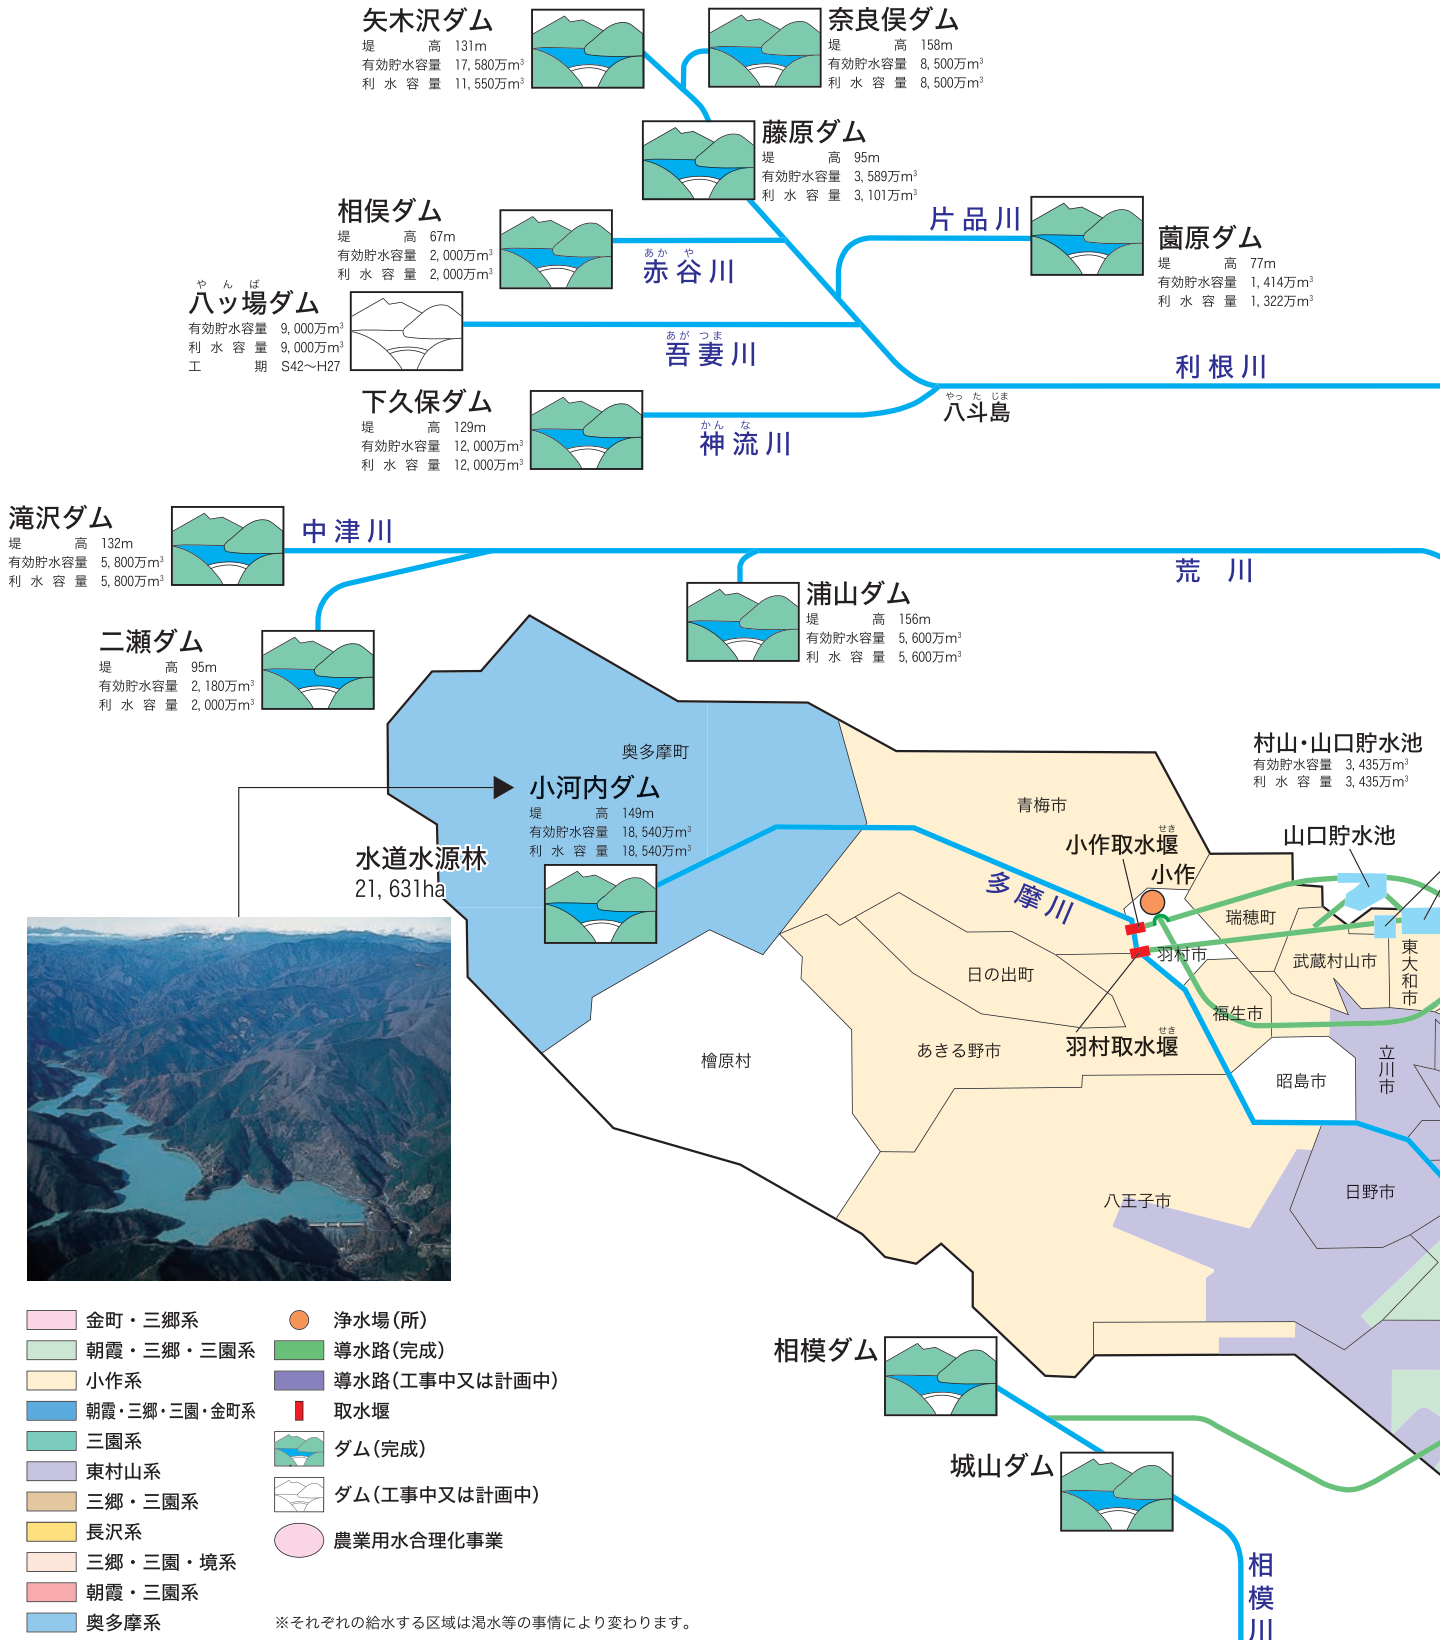 矢木沢ダム
堤高 131m
有効貯水容量 17,580万m³
利水容量 11,550万m³
奈良俣ダム
堤高 158m
有効貯水容量 8,500万m³
利水容量 8,500万m³
藤原ダム
堤高 95m
有効貯水容量 3,589万m³
利水容量 3,101万m³
相俣ダム
堤高 67m
有効貯水容量 2,000万m³
利水容量 2,000万m³
あかや
赤谷川
片品川
薗原ダム
堤高 77m
有効貯水容量 1,414万m³
利水容量 1,322万m³
やんば
八ッ場ダム
有効貯水容量 9,000万m³
利水容量 9,000万m³
工期 S42〜H27
あがつま
吾妻川
利根川
やったじま
八斗島
下久保ダム
堤高 129m
有効貯水容量 12,000万m³
利水容量 12,000万m³
かんな
神流川
滝沢ダム
堤高 132m
有効貯水容量 5,800万m³
利水容量 5,800万m³
中津川
荒川
二瀬ダム
堤高 95m
有効貯水容量 2,180万m³
利水容量 2,000万m³
浦山ダム
堤高 156m
有効貯水容量 5,600万m³
利水容量 5,600万m³
奥多摩町
小河内ダム
堤高 149m
有効貯水容量 18,540万m³
利水容量 18,540万m³
水道水源林
21,631ha
村山・山口貯水池
有効貯水容量 3,435万m³
利水容量 3,435万m³
山口貯水池
青梅市
せき
小作取水堰
小作
多摩川
瑞穂町
羽村市
武蔵村山市
東大和市
日の出町
福生市
せき
羽村取水堰
あきる野市
檜原村
昭島市
立川市
八王子市
日野市
相模ダム
城山ダム
相模川
金町・三郷系
朝霞・三郷・三園系
小作系
朝霞・三郷・三園・金町系
三園系
東村山系
三郷・三園系
長沢系
三郷・三園・境系
朝霞・三園系
奥多摩系
浄水場(所)
導水路(完成)
導水路(工事中又は計画中)
取水堰
ダム(完成)
ダム(工事中又は計画中)
農業用水合理化事業
※それぞれの給水する区域は渇水等の事情により変わります。